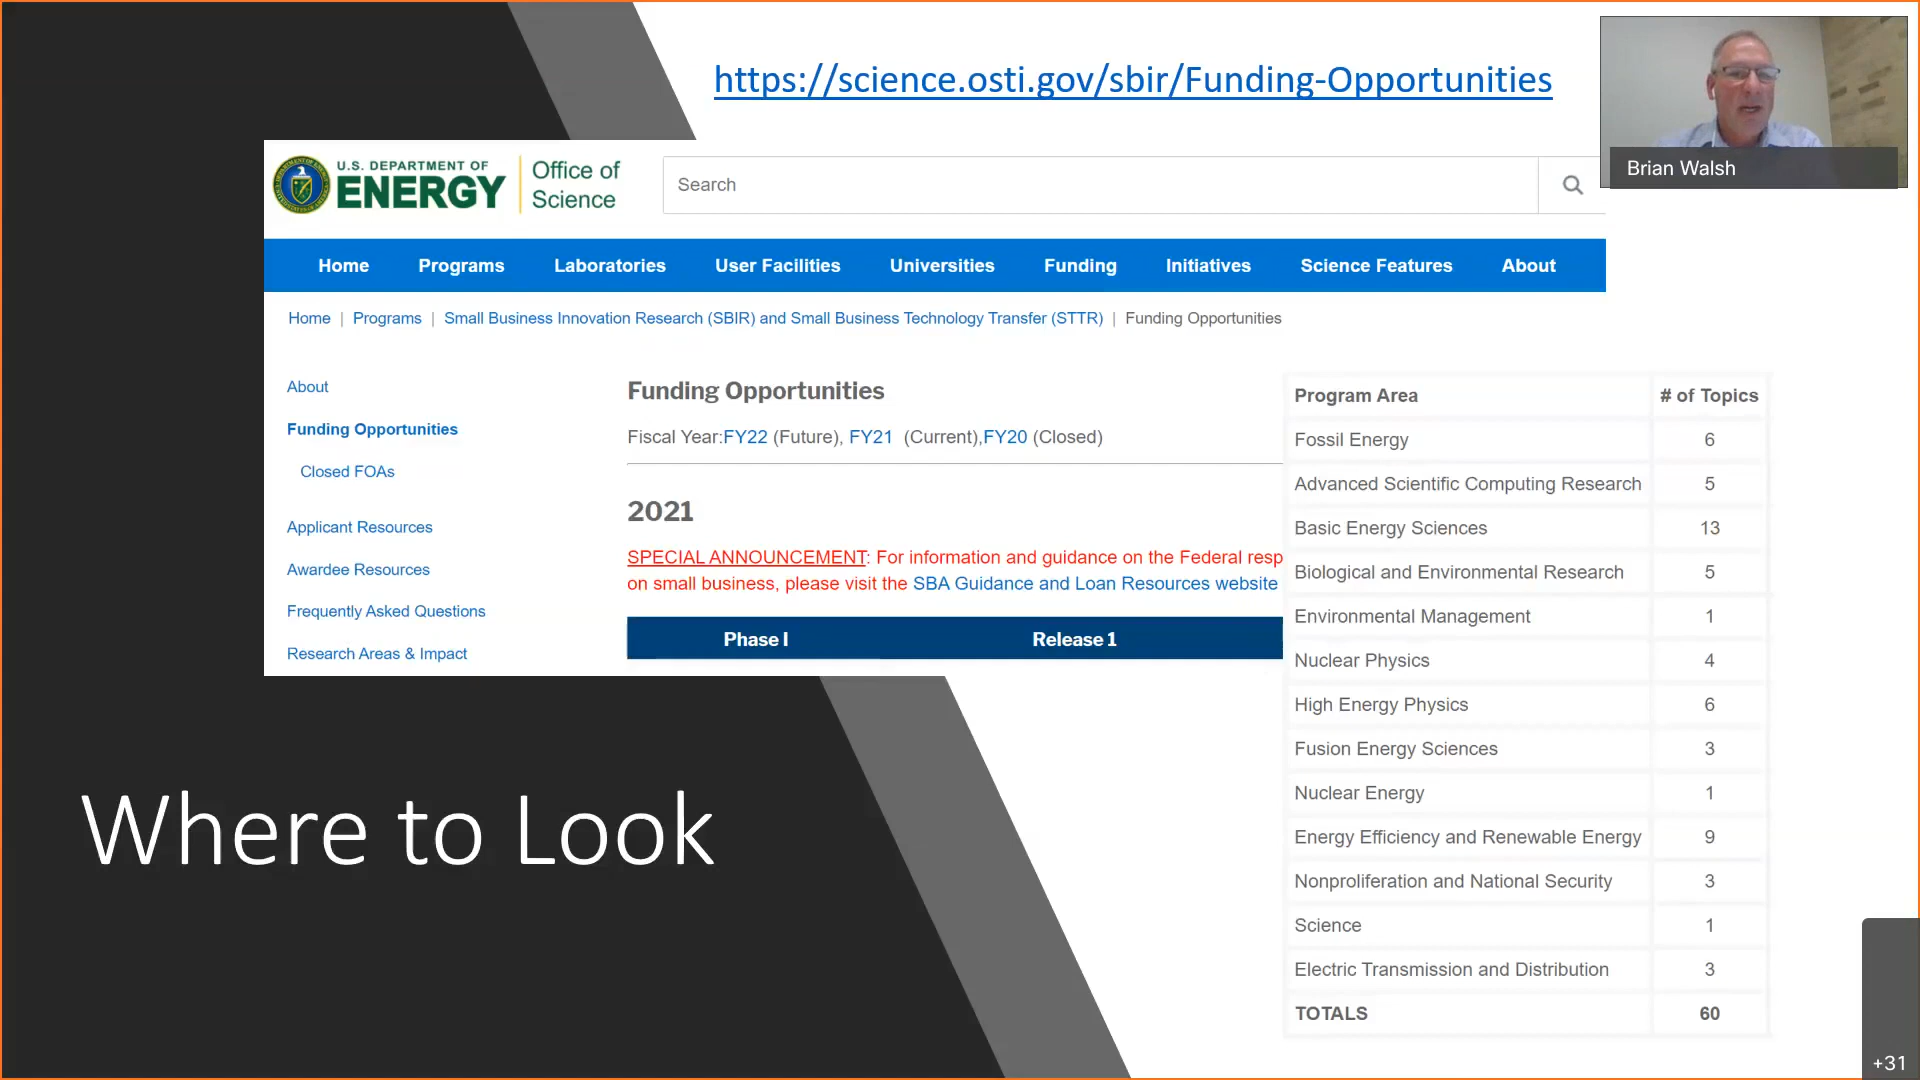 https://science.osti.gov/sbir/Funding-Opportunities
Brian Walsh
U.S. DEPARTMENT OF
ENERGY
Office of
Science
Search
Home Programs Laboratories User Facilities Universities Funding Initiatives Science Features About
Home | Programs | Small Business Innovation Research (SBIR) and Small Business Technology Transfer (STTR) | Funding Opportunities
About
Funding Opportunities
Closed FOAs
Applicant Resources
Awardee Resources
Frequently Asked Questions
Research Areas & Impact
Funding Opportunities
Fiscal Year:FY22 (Future), FY21 (Current),FY20 (Closed)
2021
SPECIAL ANNOUNCEMENT: For information and guidance on the Federal resp
on small business, please visit the SBA Guidance and Loan Resources website
Phase I Release 1
Program Area # of Topics
Fossil Energy 6
Advanced Scientific Computing Research 5
Basic Energy Sciences 13
Biological and Environmental Research 5
Environmental Management 1
Nuclear Physics 4
High Energy Physics 6
Fusion Energy Sciences 3
Nuclear Energy 1
Energy Efficiency and Renewable Energy 9
Nonproliferation and National Security 3
Science 1
Electric Transmission and Distribution 3
TOTALS 60
Where to Look
+31